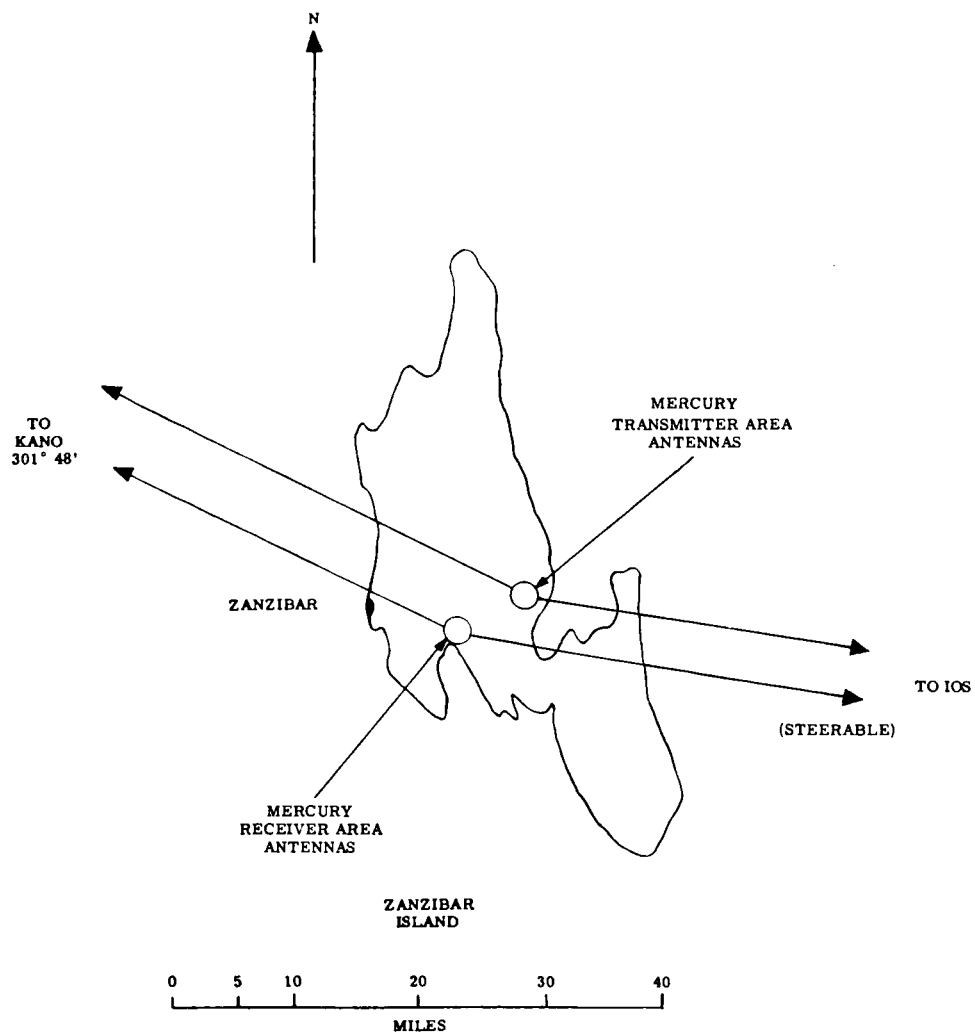 N
MERCURY
TRANSMITTER AREA
ANTENNAS
TO
KANO
301° 48'
ZANZIBAR
TO IOS
(STEERABLE)
MERCURY
RECEIVER AREA
ANTENNAS
ZANZIBAR
ISLAND
0 5 10 20 30 40
MILES